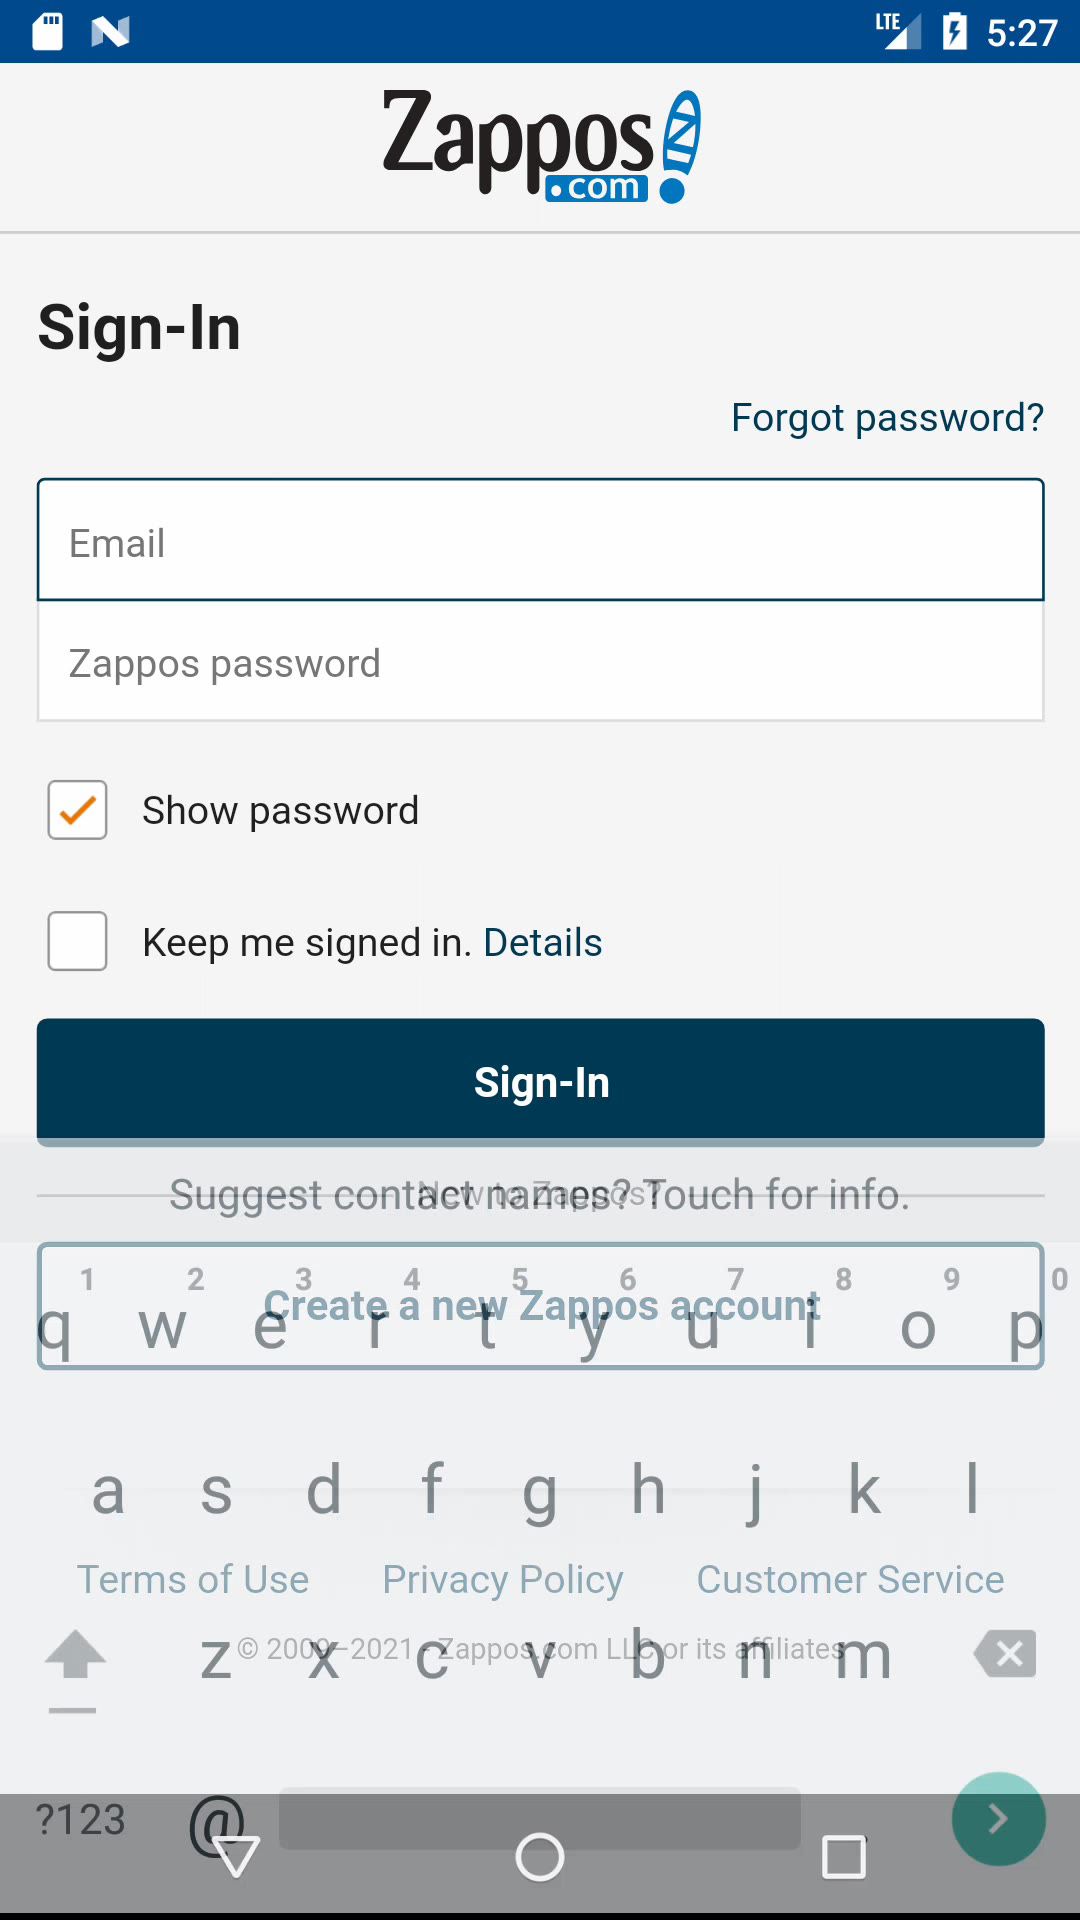 LTE 5:27
Zappos
.com
Sign-In
Forgot password?
Email
Zappos password
Show password
Keep me signed in. Details
Sign-In
New to Zappos?
Suggest contact names? Touch for info.
1 2 3 4 5 6 7 8 9 0
Create a new Zappos account
q w e r t y u i o p
a s d f g h j k l
Terms of Use Privacy Policy Customer Service
z x c v b n m
-2021 - Zappos.com LLC or its affiliates
?123 @